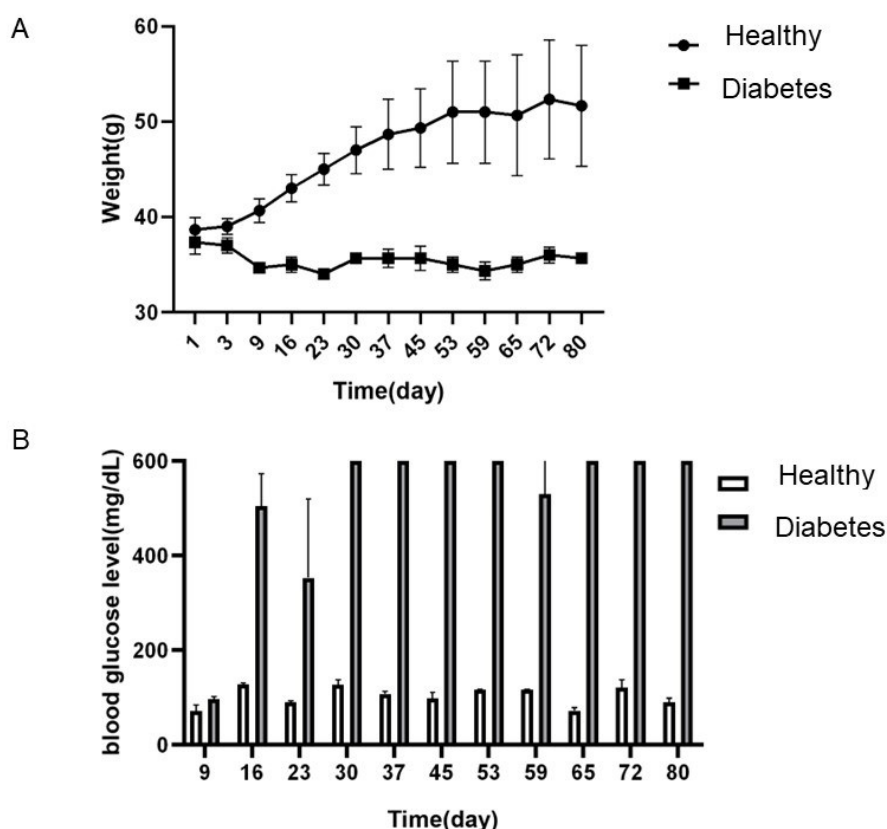 A
60
50
40
30
Weight(g)
1 3 9 16 23 30 37 45 53 59 65 72 80
Time(day)
Healthy
Diabetes
B
600
400
200
0
blood glucose level(mg/dL)
9 16 23 30 37 45 53 59 65 72 80
Time(day)
Healthy
Diabetes